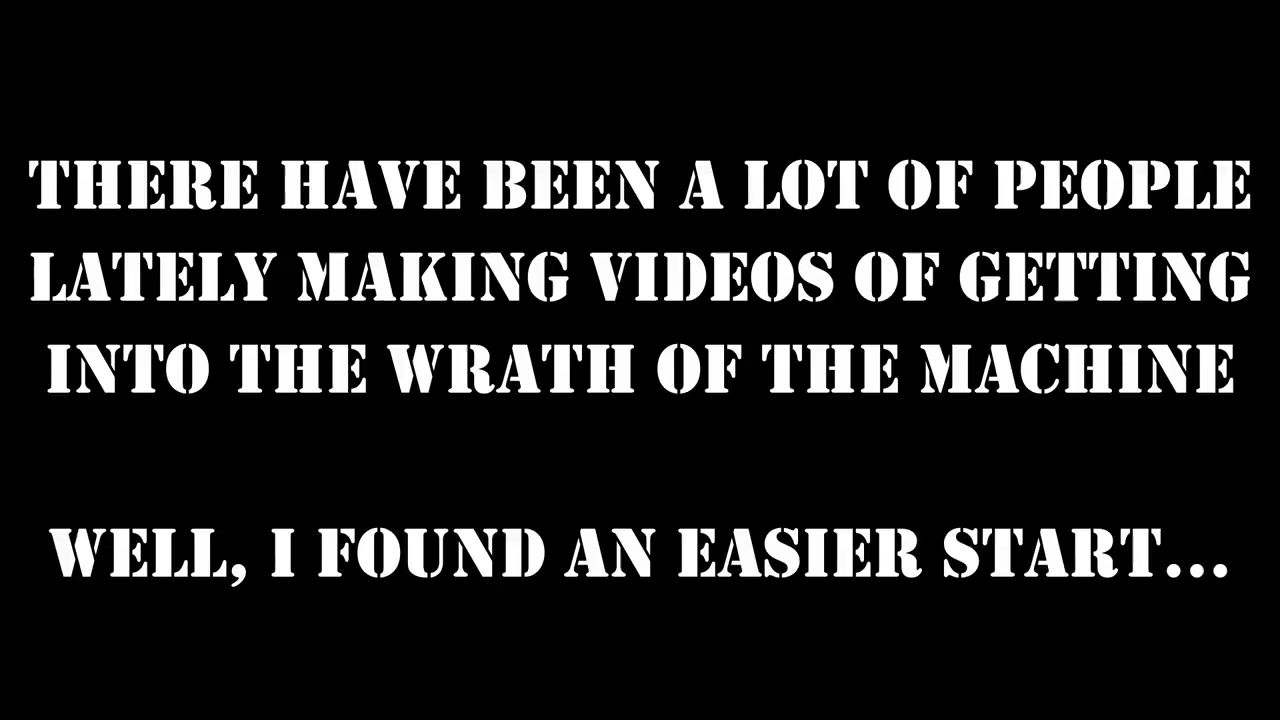 THERE HAVE BEEN A LOT OF PEOPLE
LATELY MAKING VIDEOS OF GETTING
INTO THE WRATH OF THE MACHINE
WELL, I FOUND AN EASIER START...